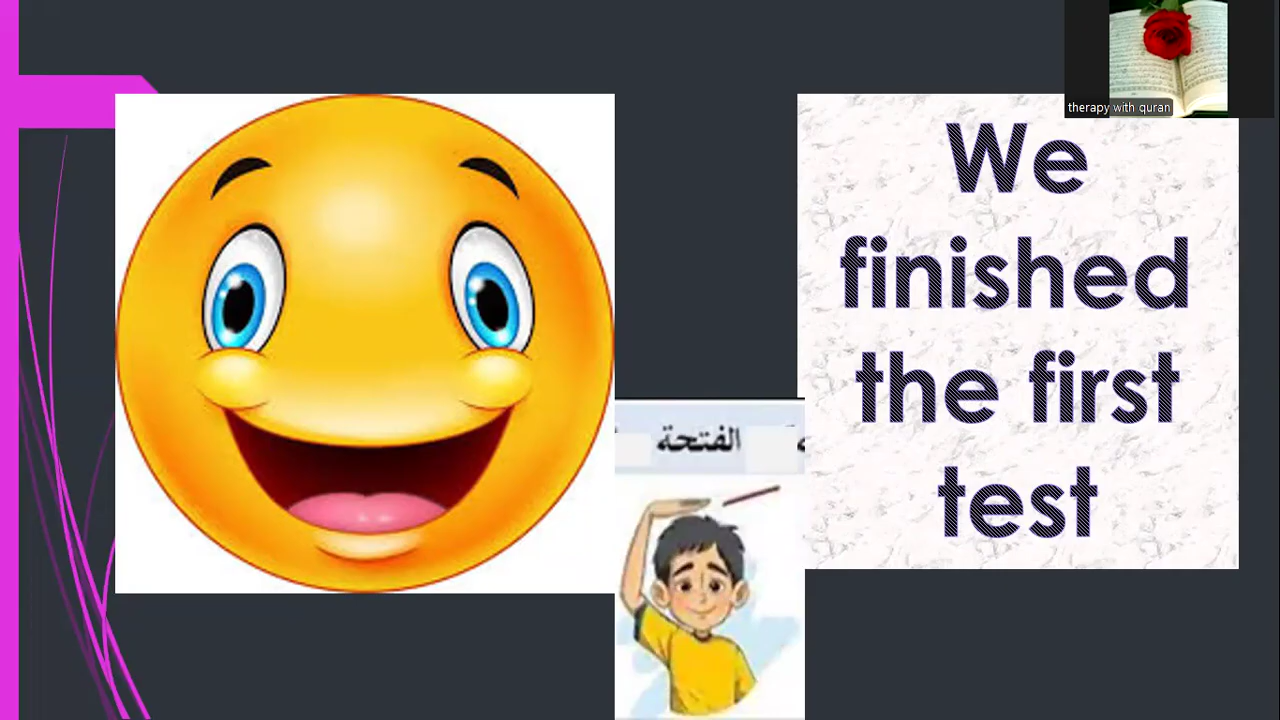 therapy with quran
We
finished
the first
test
الفتحة